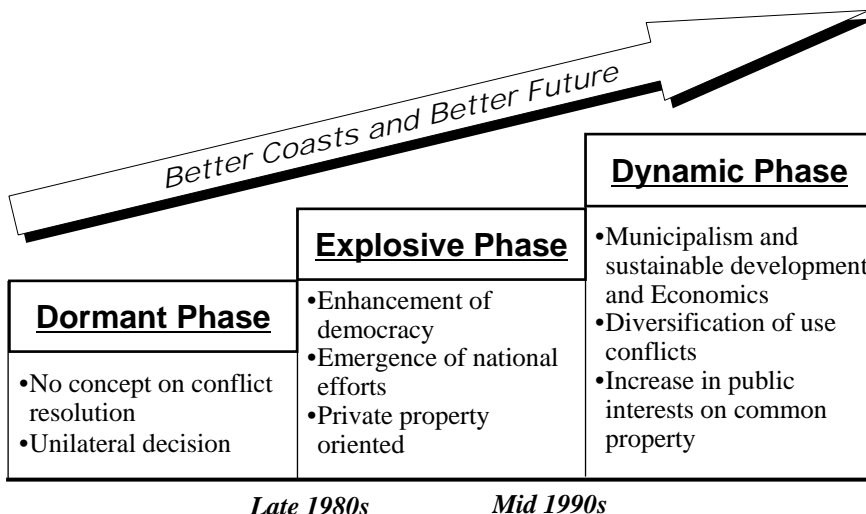 Better Coasts and Better Future
Dormant Phase
•No concept on conflict
resolution
•Unilateral decision
Explosive Phase
•Enhancement of
democracy
•Emergence of national
efforts
•Private property
oriented
Dynamic Phase
•Municipalism and
sustainable development
and Economics
•Diversification of use
conflicts
•Increase in public
interests on common
property
Late 1980s
Mid 1990s